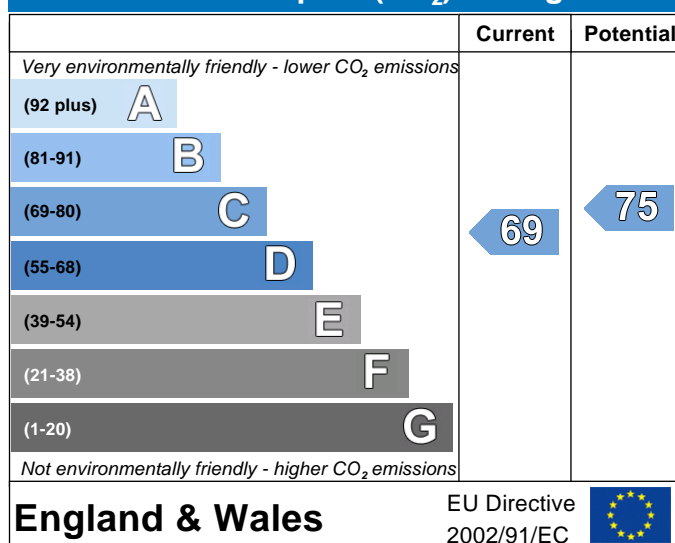 Current Potential
Very environmentally friendly - lower CO₂ emissions
(92 plus) A
(81-91) B
(69-80) C
(55-68) D
(39-54) E
(21-38) F
(1-20) G
69
75
Not environmentally friendly - higher CO₂ emissions
England & Wales
EU Directive
2002/91/EC